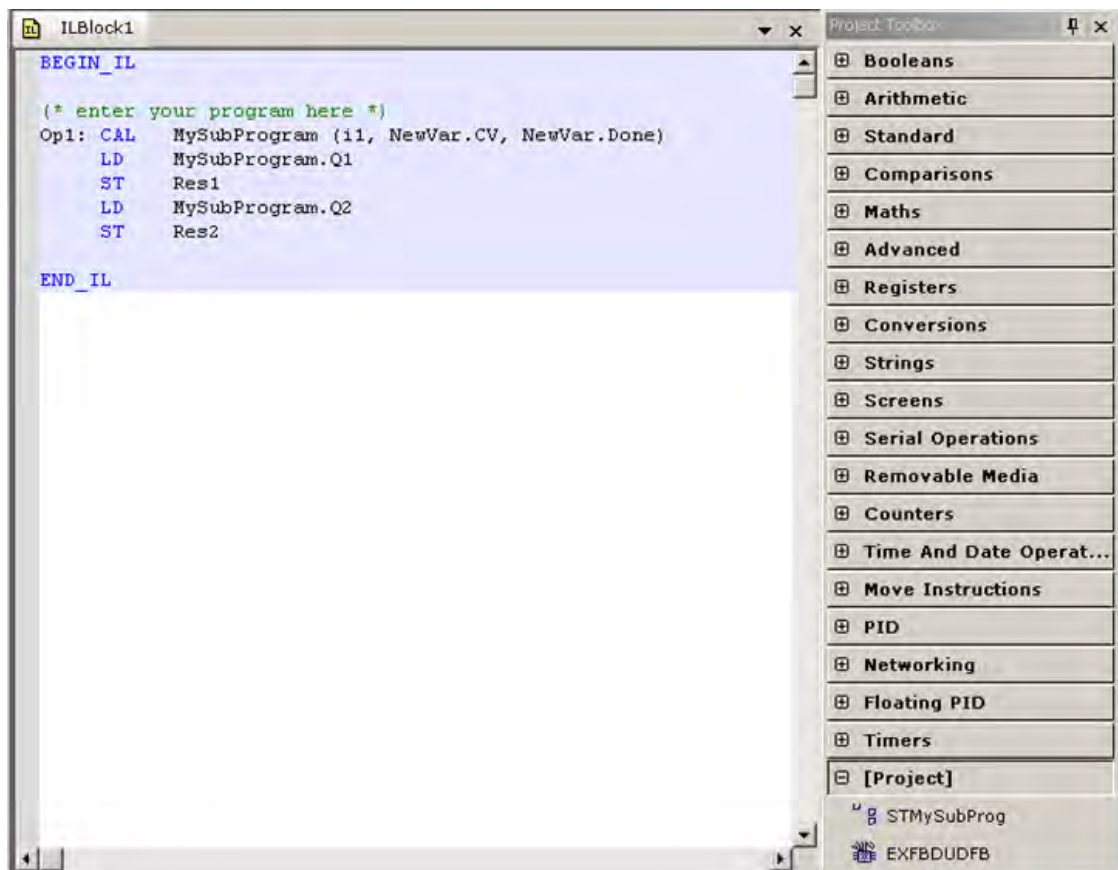 ILBlock1
BEGIN_IL
(* enter your program here *)
Op1: CAL MySubProgram (i1, NewVar.CV, NewVar.Done)
LD MySubProgram.Q1
ST Res1
LD MySubProgram.Q2
ST Res2
END_IL
Project Toolbox
Booleans
Arithmetic
Standard
Comparisons
Maths
Advanced
Registers
Conversions
Strings
Screens
Serial Operations
Removable Media
Counters
Time And Date Operat...
Move Instructions
PID
Networking
Floating PID
Timers
[Project]
STMySubProg
EXFBDUDFB